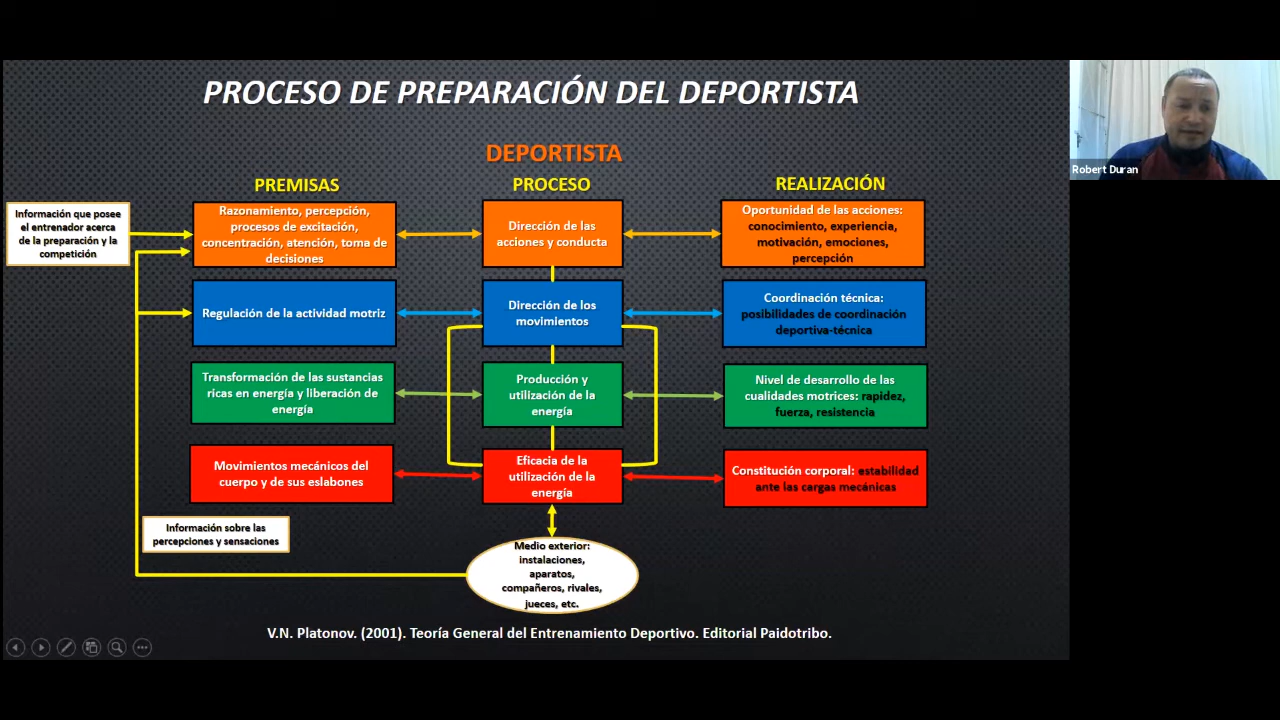 PROCESO DE PREPARACIÓN DEL DEPORTISTA
Robert Duran
DEPORTISTA
PREMISAS
PROCESO
REALIZACIÓN
Información que posee
el entrenador acerca
de la preparación y la
competición
Razonamiento, percepción,
procesos de excitación,
concentración, atención, toma de
decisiones
Dirección de las
acciones y conducta
Oportunidad de las acciones:
conocimiento, experiencia,
motivación, emociones,
percepción
Regulación de la actividad motriz
Dirección de los
movimientos
Coordinación técnica:
posibilidades de coordinación
deportiva-técnica
Transformación de las sustancias
ricas en energía y liberación de
energía
Producción y
utilización de la
energía
Nivel de desarrollo de las
cualidades motrices: rapidez,
fuerza, resistencia
Movimientos mecánicos del
cuerpo y de sus eslabones
Eficacia de la
utilización de la
energía
Constitución corporal: estabilidad
ante las cargas mecánicas
Información sobre las
percepciones y sensaciones
Medio exterior:
instalaciones,
aparatos,
compañeros, rivales,
jueces, etc.
V.N. Platonov. (2001). Teoría General del Entrenamiento Deportivo. Editorial Paidotribo.